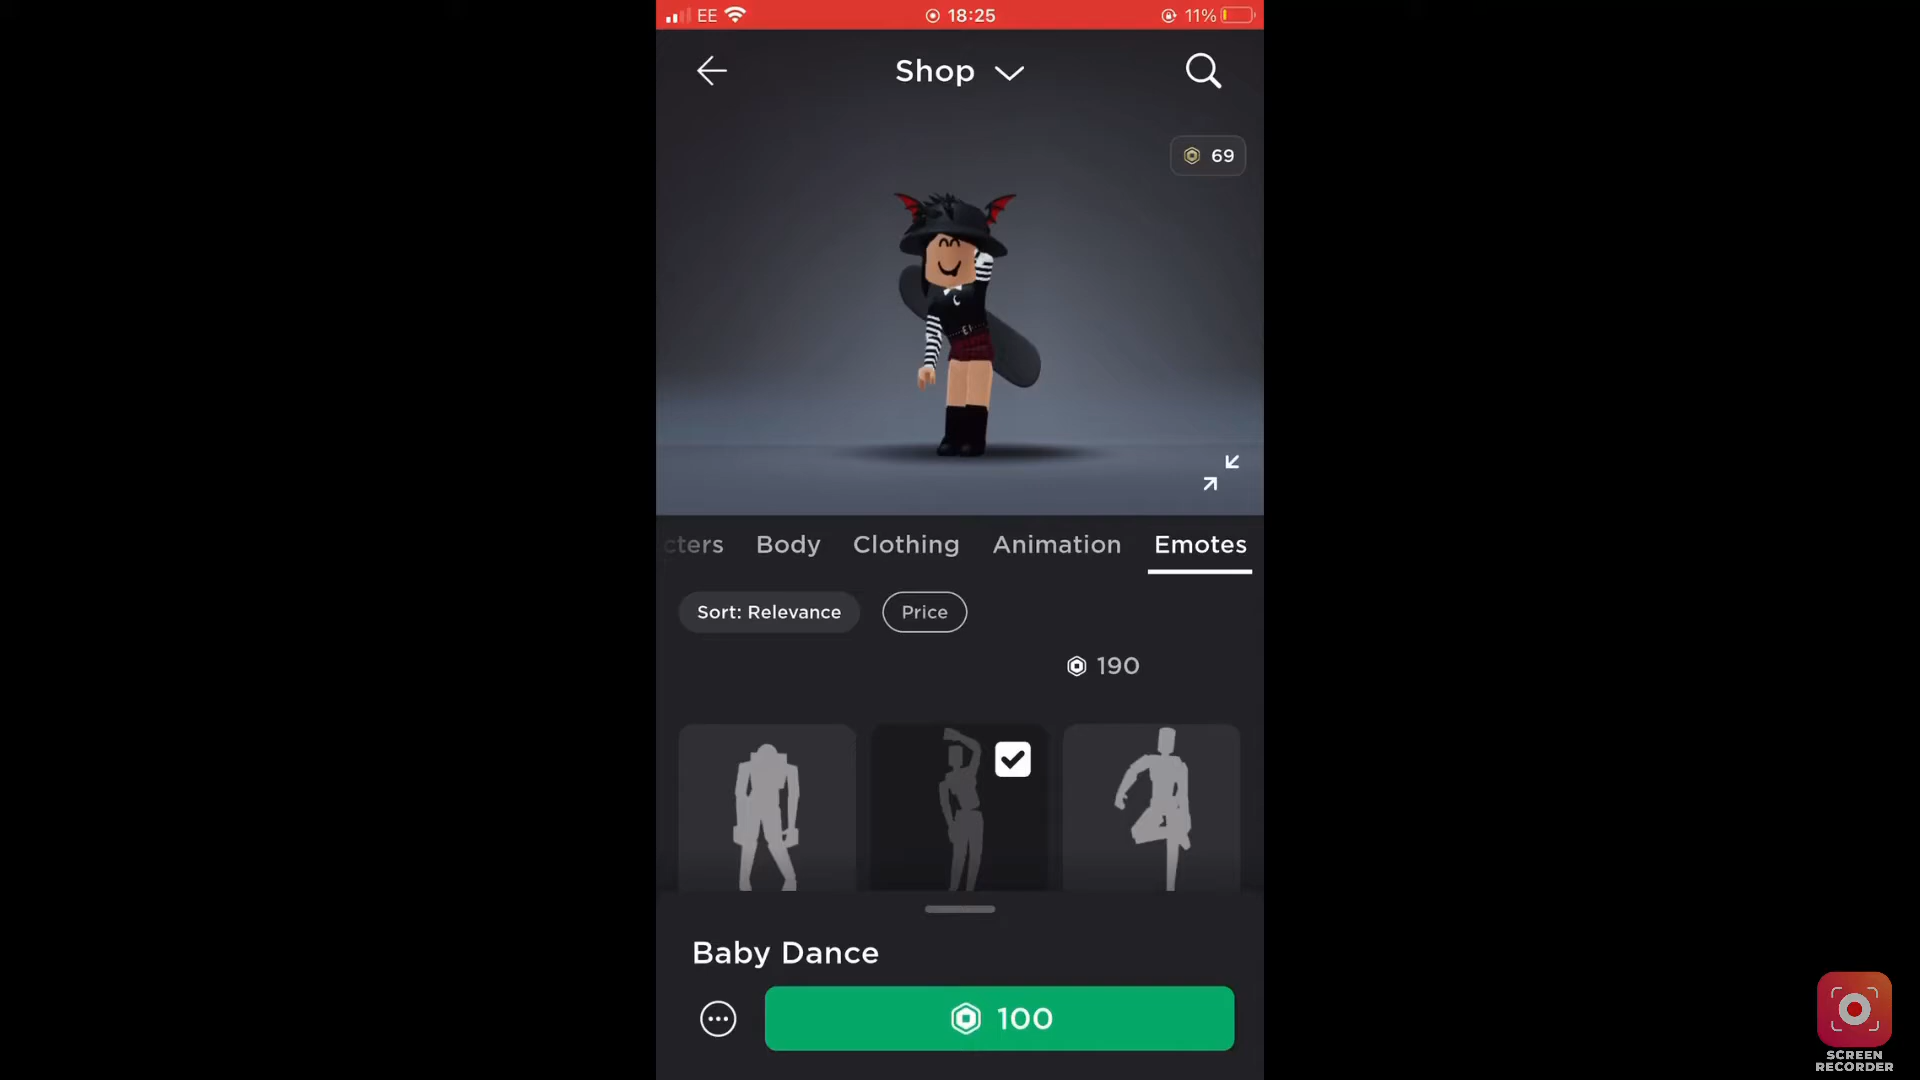 EE 18:25 11%
Shop
69
cters Body Clothing Animation Emotes
Sort: Relevance Price
190
Baby Dance
100
SCREEN
RECORDER